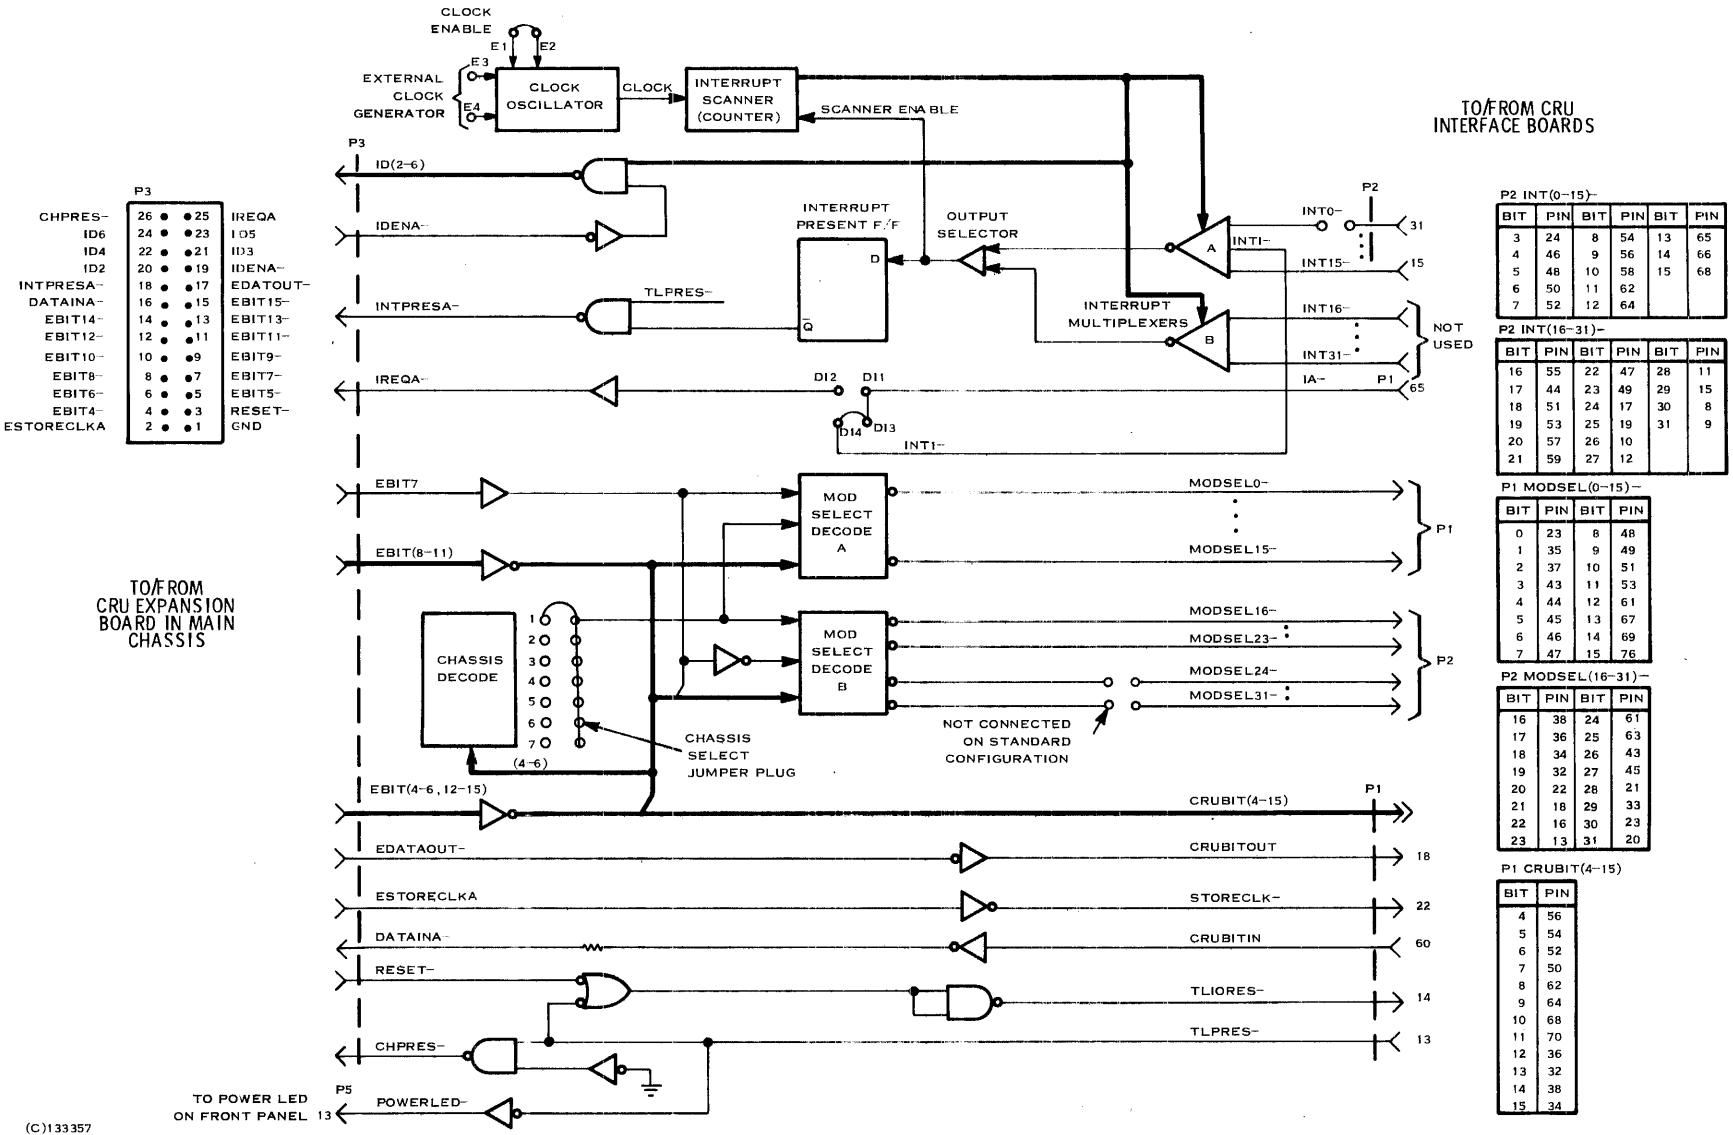 CLOCK
ENABLE
E1 E2
EXTERNAL
CLOCK
GENERATOR
E3
E4
CLOCK
OSCILLATOR
CLOCK
INTERRUPT
SCANNER
(COUNTER)
SCANNER ENABLE
TO/FROM CRU
INTERFACE BOARDS
P3
ID(2-6)
P3
CHPRES- 26 25 IREQA
ID6 24 23 ID5
ID4 22 21 ID3
ID2 20 19 IDENA-
INTPRESA- 18 17 EDATOUT-
DATAINA- 16 15 EBIT15-
EBIT14- 14 13 EBIT13-
EBIT12- 12 11 EBIT11-
EBIT10- 10 9 EBIT9-
EBIT8- 8 7 EBIT7-
EBIT6- 6 5 EBIT5-
EBIT4- 4 3 RESET-
ESTORECLKA 2 1 GND
IDENA-
INTERRUPT
PRESENT F/F
D
Q
OUTPUT
SELECTOR
P2
INT0- 31
A
INT1-
INT15- 15
INTPRESA-
TLPRES-
INTERRUPT
MULTIPLEXERS
B
INT16-
INT31-
NOT
USED
IREQA-
DI2 DI1
DI4 DI3
IA- P1 65
INT1-
EBIT7
EBIT(8-11)
MOD
SELECT
DECODE
A
MODSEL0-
MODSEL15-
P1
TO/FROM
CRU EXPANSION
BOARD IN MAIN
CHASSIS
CHASSIS
DECODE
1
2
3
4
5
6
7
(4-6)
CHASSIS
SELECT
JUMPER PLUG
MOD
SELECT
DECODE
B
MODSEL16-
MODSEL23-
MODSEL24-
MODSEL31-
P2
NOT CONNECTED
ON STANDARD
CONFIGURATION
EBIT(4-6,12-15)
CRUBIT(4-15)
P1
EDATAOUT- CRUBITOUT 18
ESTORECLKA STORECLK- 22
DATAINA- CRUBITIN 60
RESET-
TLIORES- 14
TLPRES- 13
CHPRES-
P5
TO POWER LED
ON FRONT PANEL 13
POWERLED-
(C)133357
P2 INT(0-15)-
BIT PIN BIT PIN BIT PIN
3 24 8 54 13 65
4 46 9 56 14 66
5 48 10 58 15 68
6 50 11 62
7 52 12 64
P2 INT(16-31)-
BIT PIN BIT PIN BIT PIN
16 55 22 47 28 11
17 44 23 49 29 15
18 51 24 17 30 8
19 53 25 19 31 9
20 57 26 10
21 59 27 12
P1 MODSEL(0-15)-
BIT PIN BIT PIN
0 23 8 48
1 35 9 49
2 37 10 51
3 43 11 53
4 44 12 61
5 45 13 67
6 46 14 69
7 47 15 76
P2 MODSEL(16-31)-
BIT PIN BIT PIN
16 38 24 61
17 36 25 63
18 34 26 43
19 32 27 45
20 22 28 21
21 18 29 33
22 16 30 23
23 13 31 20
P1 CRUBIT(4-15)
BIT PIN
4 56
5 54
6 52
7 50
8 62
9 64
10 68
11 70
12 36
13 32
14 38
15 34